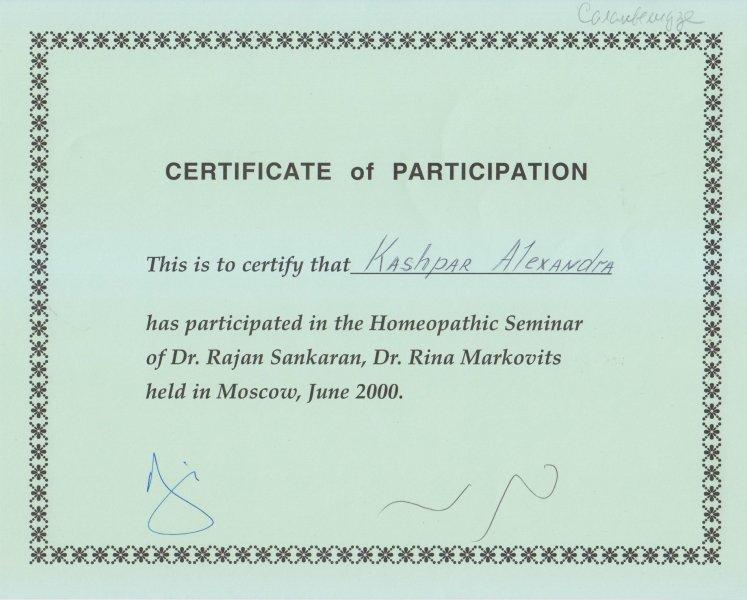 CERTIFICATE of PARTICIPATION
This is to certify that Kashpar Alexandra
has participated in the Homeopathic Seminar
of Dr. Rajan Sankaran, Dr. Rina Markovits
held in Moscow, June 2000.